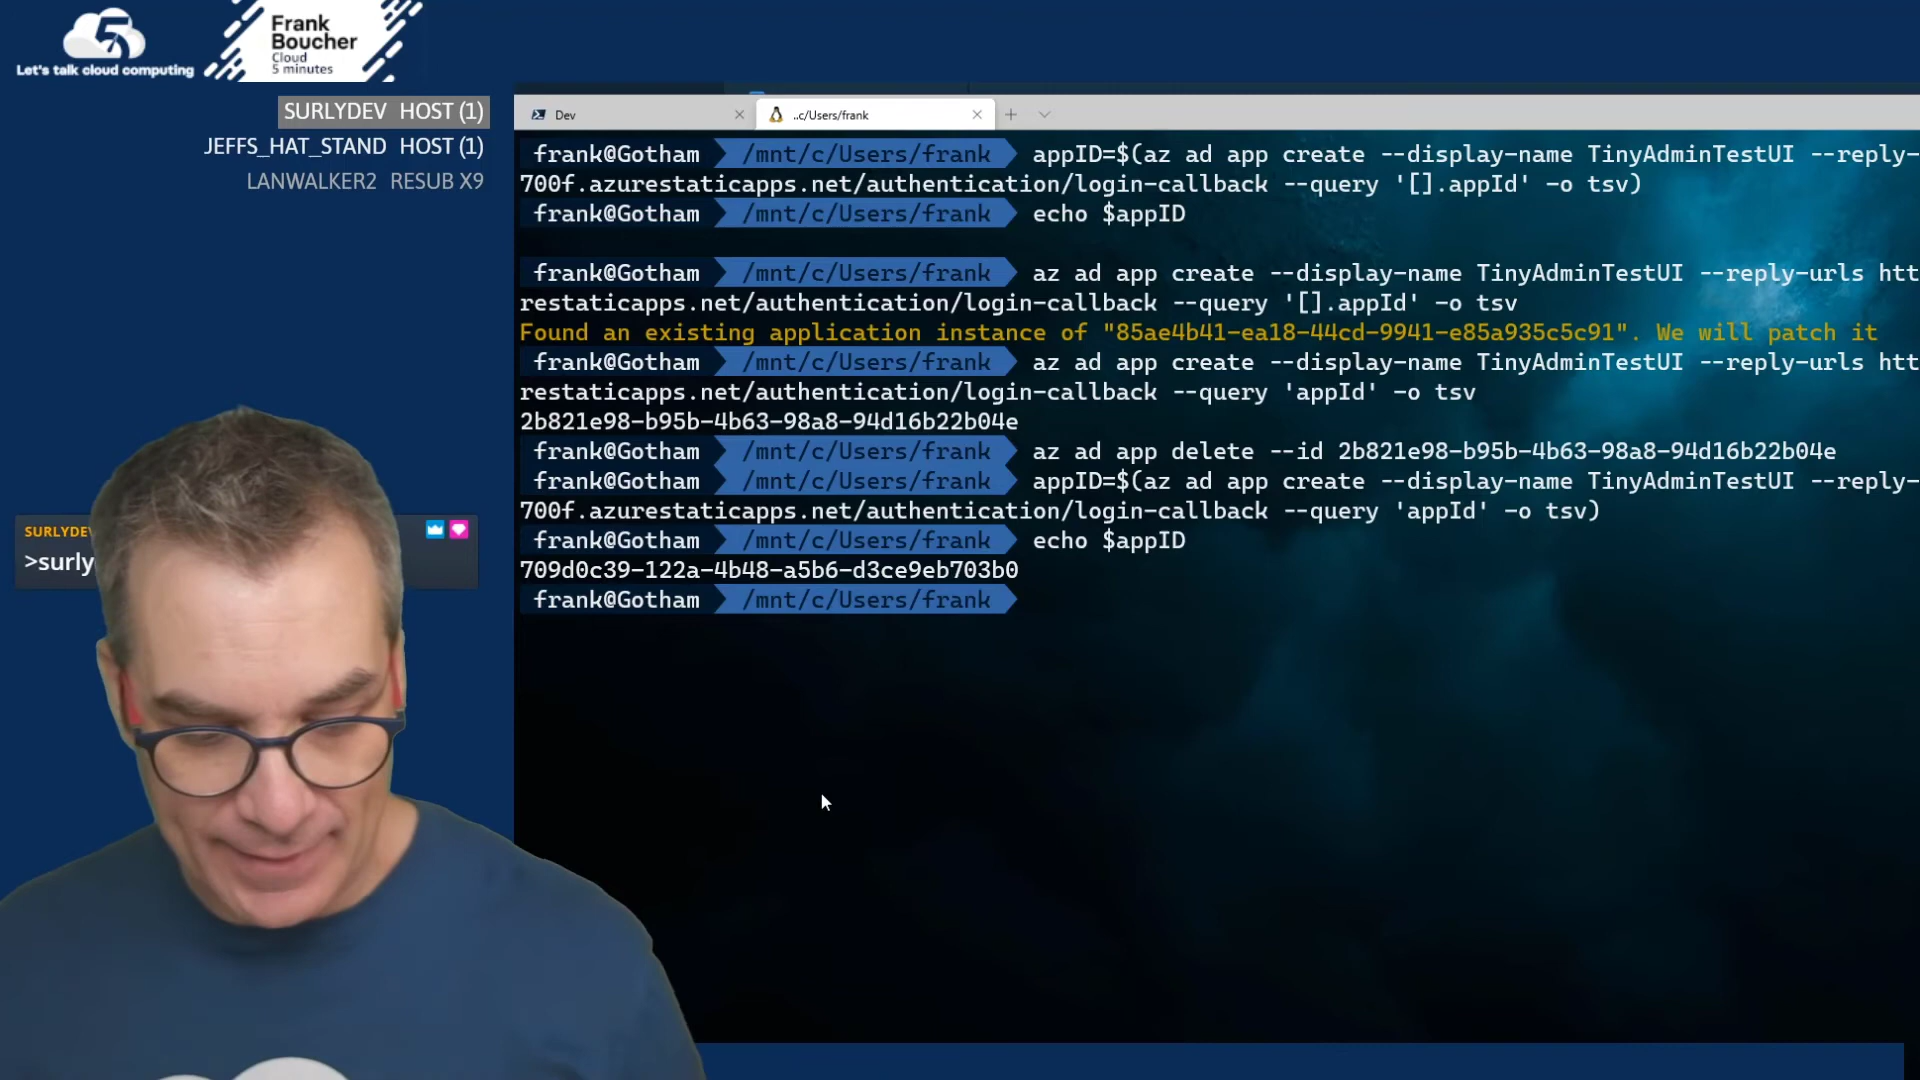 5
Let's talk cloud computing
Frank
Boucher
Cloud
5 minutes
SURLYDEV HOST (1)
JEFFS_HAT_STAND HOST (1)
LANWALKER2 RESUB X9
SURLYDEV
>surly
Dev
..c/Users/frank
frank@Gotham /mnt/c/Users/frank appID=$(az ad app create --display-name TinyAdminTestUI --reply-
700f.azurestaticapps.net/authentication/login-callback --query '[].appId' -o tsv)
frank@Gotham /mnt/c/Users/frank echo $appID
frank@Gotham /mnt/c/Users/frank az ad app create --display-name TinyAdminTestUI --reply-urls htt
restaticapps.net/authentication/login-callback --query '[].appId' -o tsv
Found an existing application instance of "85ae4b41-ea18-44cd-9941-e85a935c5c91". We will patch it
frank@Gotham /mnt/c/Users/frank az ad app create --display-name TinyAdminTestUI --reply-urls htt
restaticapps.net/authentication/login-callback --query 'appId' -o tsv
2b821e98-b95b-4b63-98a8-94d16b22b04e
frank@Gotham /mnt/c/Users/frank az ad app delete --id 2b821e98-b95b-4b63-98a8-94d16b22b04e
frank@Gotham /mnt/c/Users/frank appID=$(az ad app create --display-name TinyAdminTestUI --reply-
700f.azurestaticapps.net/authentication/login-callback --query 'appId' -o tsv)
frank@Gotham /mnt/c/Users/frank echo $appID
709d0c39-122a-4b48-a5b6-d3ce9eb703b0
frank@Gotham /mnt/c/Users/frank